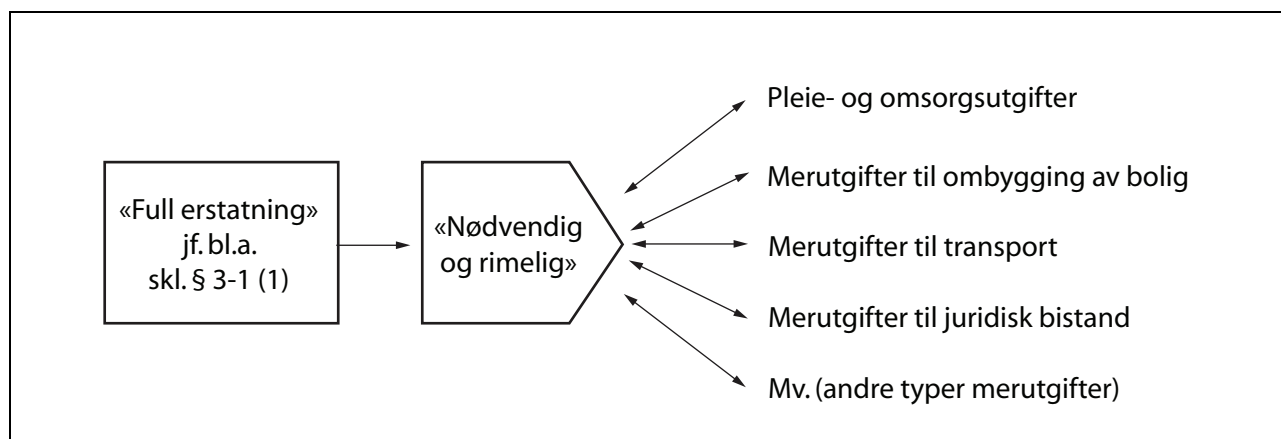 «Full erstatning»
jf. bl.a.
skl. § 3-1 (1)
«Nødvendig
og rimelig»
Pleie- og omsorgsutgifter
Merutgifter til ombygging av bolig
Merutgifter til transport
Merutgifter til juridisk bistand
Mv. (andre typer merutgifter)